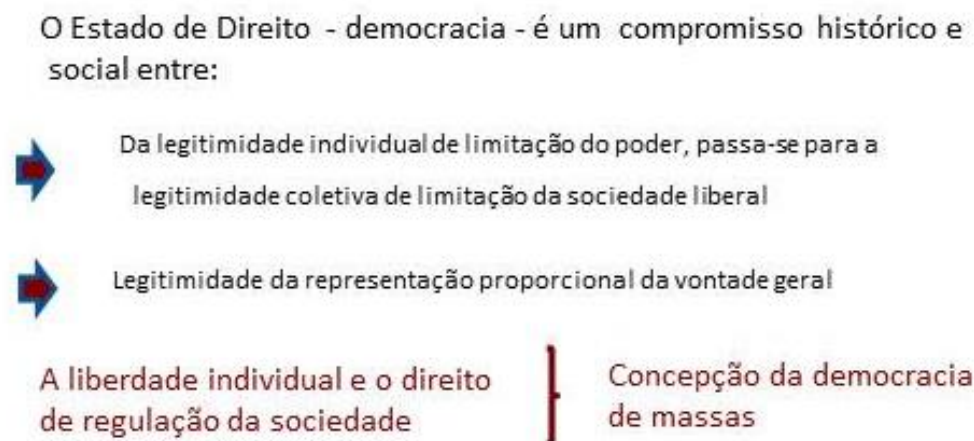 O Estado de Direito - democracia - é um compromisso histórico e
social entre:
Da legitimidade individual de limitação do poder, passa-se para a
legitimidade coletiva de limitação da sociedade liberal
Legitimidade da representação proporcional da vontade geral
A liberdade individual e o direito
de regulação da sociedade
Concepção da democracia
de massas